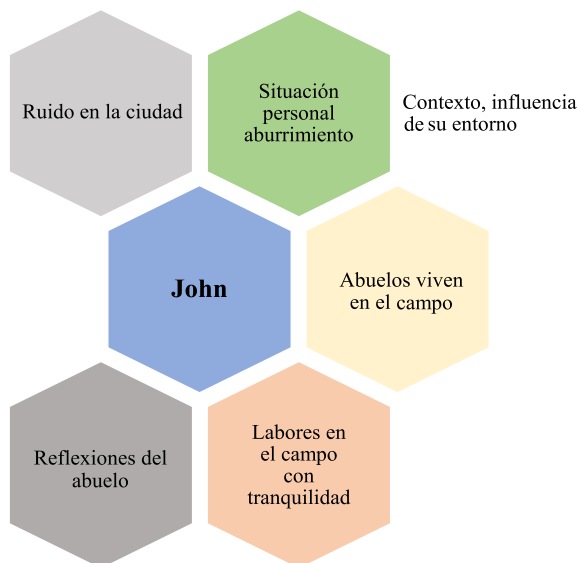 Ruido en la ciudad
Situación
personal
aburrimiento
Contexto, influencia
de su entorno
John
Abuelos viven
en el campo
Reflexiones del
abuelo
Labores en
el campo
con
tranquilidad